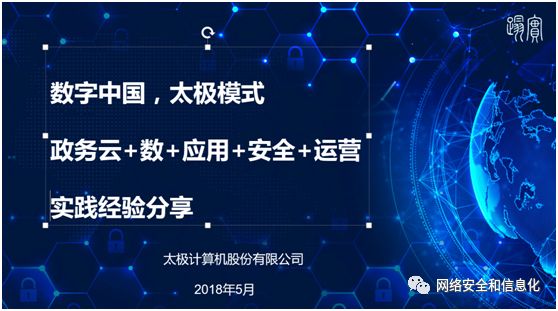 数字中国，太极模式
政务云+数+应用+安全+运营
实践经验分享
太极计算机股份有限公司
2018年5月
网络安全和信息化